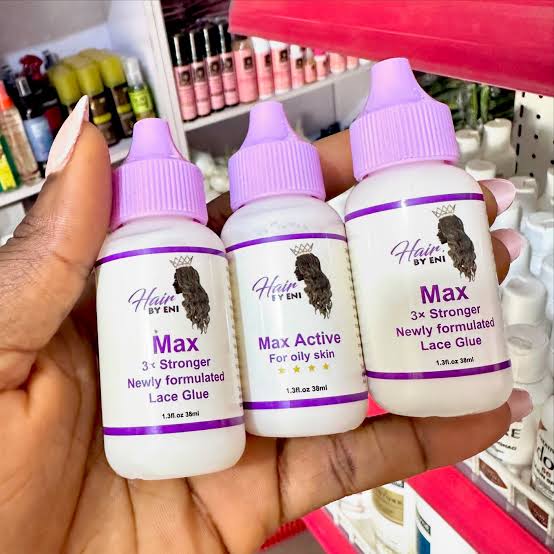 Hair
BY ENI
Max
3x Stronger
Newly formulated
Lace Glue
1.3fl.oz 38ml
Hair
BY ENI
Max Active
For oily skin
1.3fl.oz 38ml
Hair
BY ENI
Max
3x Stronger
Newly formulated
Lace Glue
1.3fl.oz 38ml